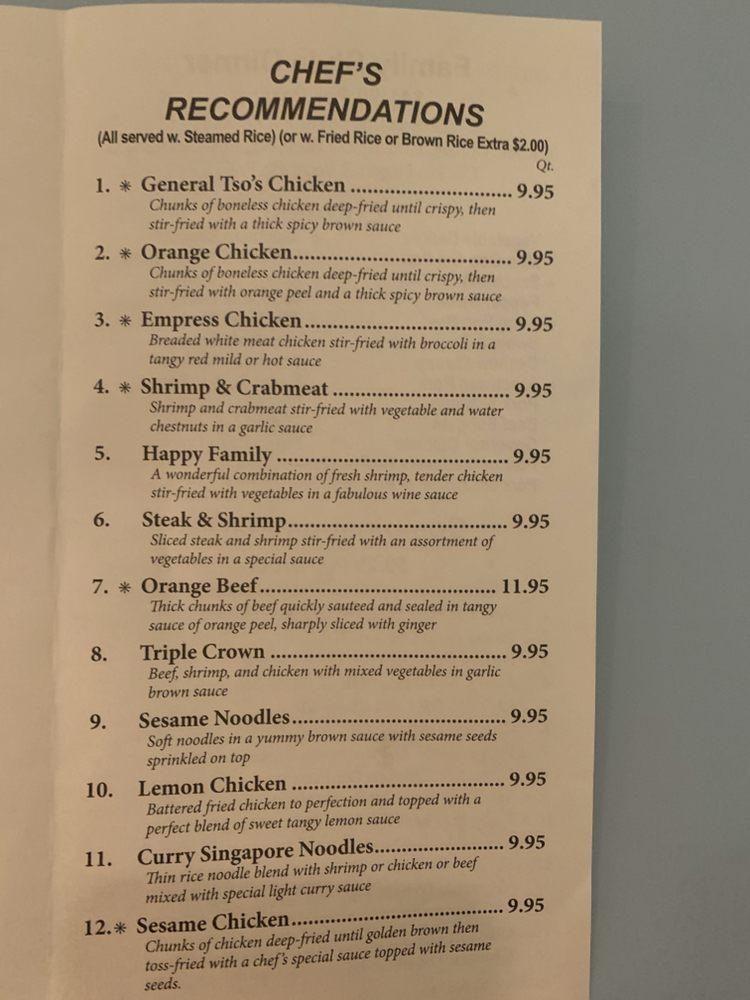 CHEF'S
RECOMMENDATIONS
(All served w. Steamed Rice) (or w. Fried Rice or Brown Rice Extra $2.00)
Qt.
1. ✳ General Tso's Chicken ................................ 9.95
Chunks of boneless chicken deep-fried until crispy, then
stir-fried with a thick spicy brown sauce
2. ✳ Orange Chicken........................................... 9.95
Chunks of boneless chicken deep-fried until crispy, then
stir-fried with orange peel and a thick spicy brown sauce
3. ✳ Empress Chicken......................................... 9.95
Breaded white meat chicken stir-fried with broccoli in a
tangy red mild or hot sauce
4. ✳ Shrimp & Crabmeat ................................... 9.95
Shrimp and crabmeat stir-fried with vegetable and water
chestnuts in a garlic sauce
5. Happy Family .............................................. 9.95
A wonderful combination of fresh shrimp, tender chicken
stir-fried with vegetables in a fabulous wine sauce
6. Steak & Shrimp............................................ 9.95
Sliced steak and shrimp stir-fried with an assortment of
vegetables in a special sauce
7. ✳ Orange Beef............................................... 11.95
Thick chunks of beef quickly sauteed and sealed in tangy
sauce of orange peel, sharply sliced with ginger
8. Triple Crown ............................................... 9.95
Beef, shrimp, and chicken with mixed vegetables in garlic
brown sauce
9. Sesame Noodles........................................... 9.95
Soft noodles in a yummy brown sauce with sesame seeds
sprinkled on top
10. Lemon Chicken .......................................... 9.95
Battered fried chicken to perfection and topped with a
perfect blend of sweet tangy lemon sauce
11. Curry Singapore Noodles.......................... 9.95
Thin rice noodle blend with shrimp or chicken or beef
mixed with special light curry sauce
12.✳ Sesame Chicken.......................................... 9.95
Chunks of chicken deep-fried until golden brown then
toss-fried with a chef's special sauce topped with sesame
seeds.